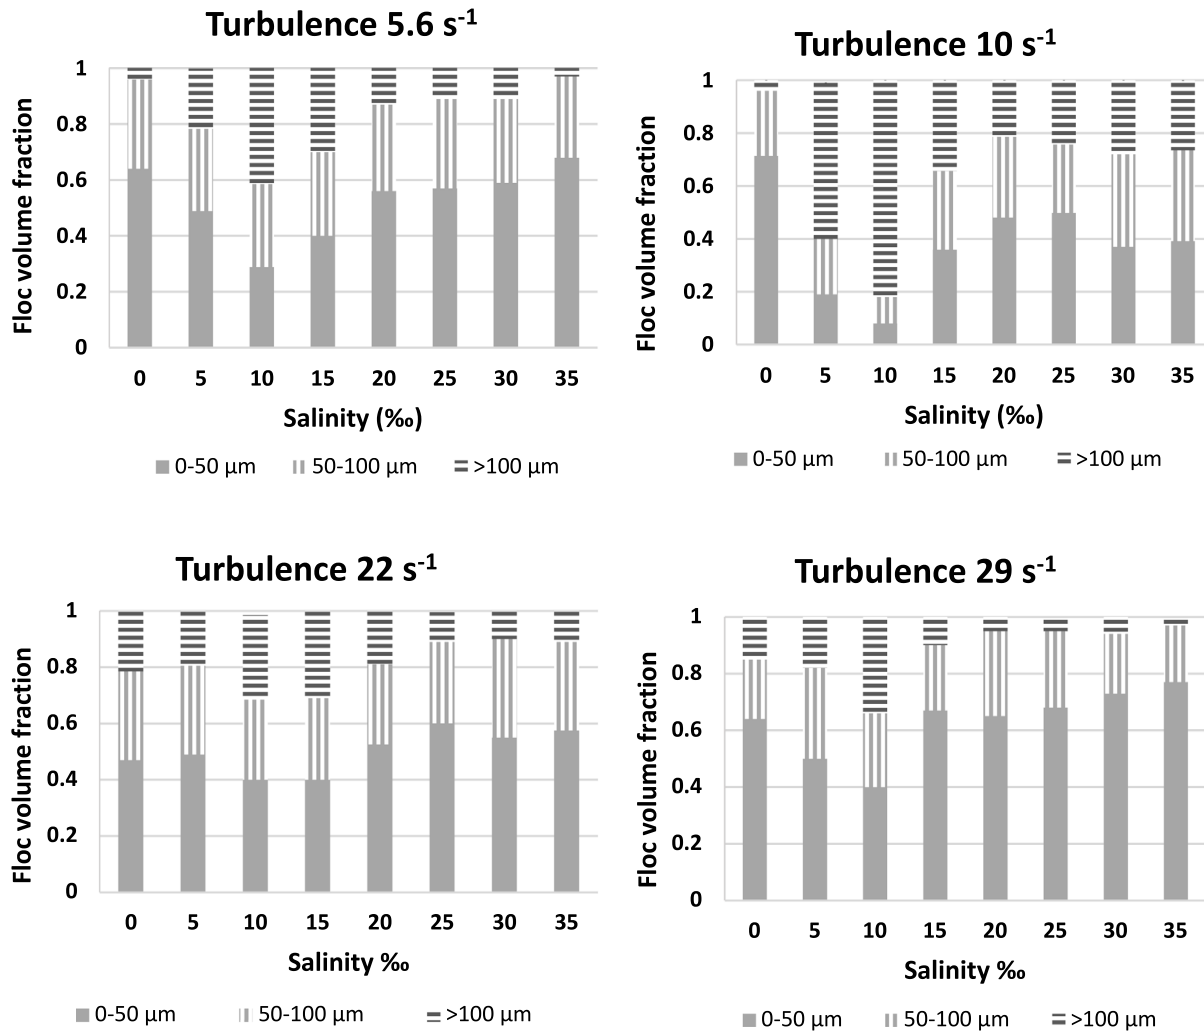 Turbulence 5.6 s⁻¹
1
0.8
0.6
0.4
0.2
0
Floc volume fraction
0 5 10 15 20 25 30 35
Salinity (‰)
0-50 µm 50-100 µm >100 µm
Turbulence 10 s⁻¹
1
0.8
0.6
0.4
0.2
0
Floc volume fraction
0 5 10 15 20 25 30 35
Salinity (‰)
0-50 µm 50-100 µm >100 µm
Turbulence 22 s⁻¹
1
0.8
0.6
0.4
0.2
0
Floc volume fraction
0 5 10 15 20 25 30 35
Salinity ‰
0-50 µm 50-100 µm >100 µm
Turbulence 29 s⁻¹
1
0.8
0.6
0.4
0.2
0
Floc volume fraction
0 5 10 15 20 25 30 35
Salinity ‰
0-50 µm 50-100 µm >100 µm